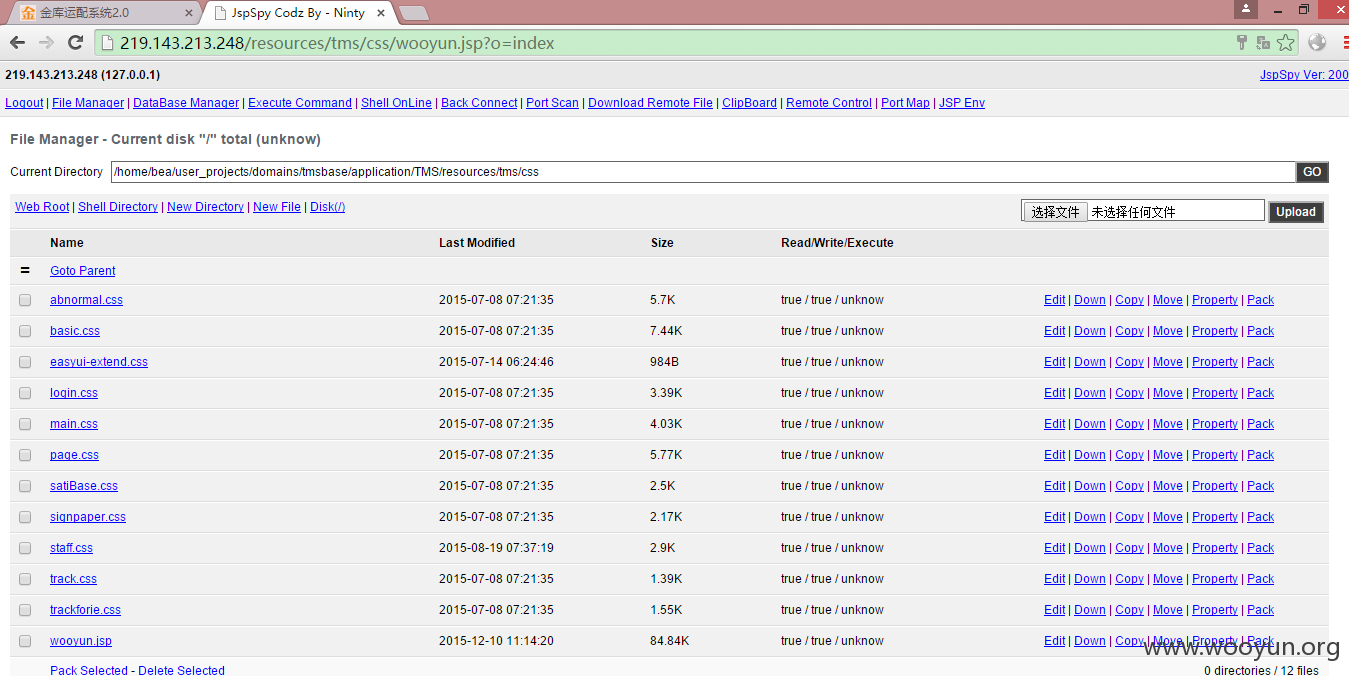 金库运配系统2.0 JspSpy Codz By - Ninty
219.143.213.248/resources/tms/css/wooyun.jsp?o=index
219.143.213.248 (127.0.0.1) JspSpy Ver: 200
Logout | File Manager | DataBase Manager | Execute Command | Shell OnLine | Back Connect | Port Scan | Download Remote File | ClipBoard | Remote Control | Port Map | JSP Env
File Manager - Current disk "/" total (unknow)
Current Directory /home/bea/user_projects/domains/tmsbase/application/TMS/resources/tms/css GO
Web Root | Shell Directory | New Directory | New File | Disk(/) 选择文件 未选择任何文件 Upload
Name Last Modified Size Read/Write/Execute
= Goto Parent
abnormal.css 2015-07-08 07:21:35 5.7K true / true / unknow Edit | Down | Copy | Move | Property | Pack
basic.css 2015-07-08 07:21:35 7.44K true / true / unknow Edit | Down | Copy | Move | Property | Pack
easyui-extend.css 2015-07-14 06:24:46 984B true / true / unknow Edit | Down | Copy | Move | Property | Pack
login.css 2015-07-08 07:21:35 3.39K true / true / unknow Edit | Down | Copy | Move | Property | Pack
main.css 2015-07-08 07:21:35 4.03K true / true / unknow Edit | Down | Copy | Move | Property | Pack
page.css 2015-07-08 07:21:35 5.77K true / true / unknow Edit | Down | Copy | Move | Property | Pack
satiBase.css 2015-07-08 07:21:35 2.5K true / true / unknow Edit | Down | Copy | Move | Property | Pack
signpaper.css 2015-07-08 07:21:35 2.17K true / true / unknow Edit | Down | Copy | Move | Property | Pack
staff.css 2015-08-19 07:37:19 2.9K true / true / unknow Edit | Down | Copy | Move | Property | Pack
track.css 2015-07-08 07:21:35 1.39K true / true / unknow Edit | Down | Copy | Move | Property | Pack
trackforie.css 2015-07-08 07:21:35 1.55K true / true / unknow Edit | Down | Copy | Move | Property | Pack
wooyun.jsp 2015-12-10 11:14:20 84.84K true / true / unknow Edit | Down | Copy | Move | Property | Pack
www.wooyun.org
Pack Selected - Delete Selected 0 directories / 12 files